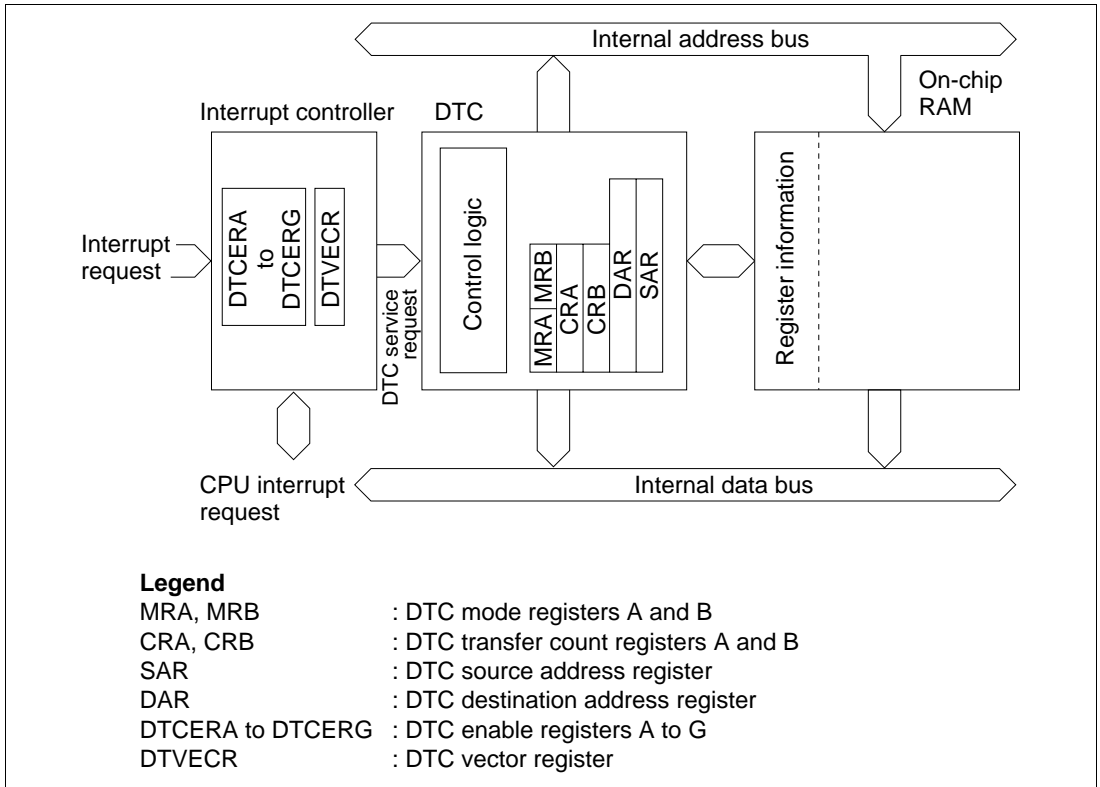 Internal address bus
On-chip
RAM
Interrupt controller
DTC
Interrupt
request
DTCERA
to
DTCERG
DTVECR
DTC service
request
Control logic
MRA MRB
CRA
CRB
DAR
SAR
Register information
CPU interrupt
request
Internal data bus
Legend
MRA, MRB : DTC mode registers A and B
CRA, CRB : DTC transfer count registers A and B
SAR : DTC source address register
DAR : DTC destination address register
DTCERA to DTCERG : DTC enable registers A to G
DTVECR : DTC vector register